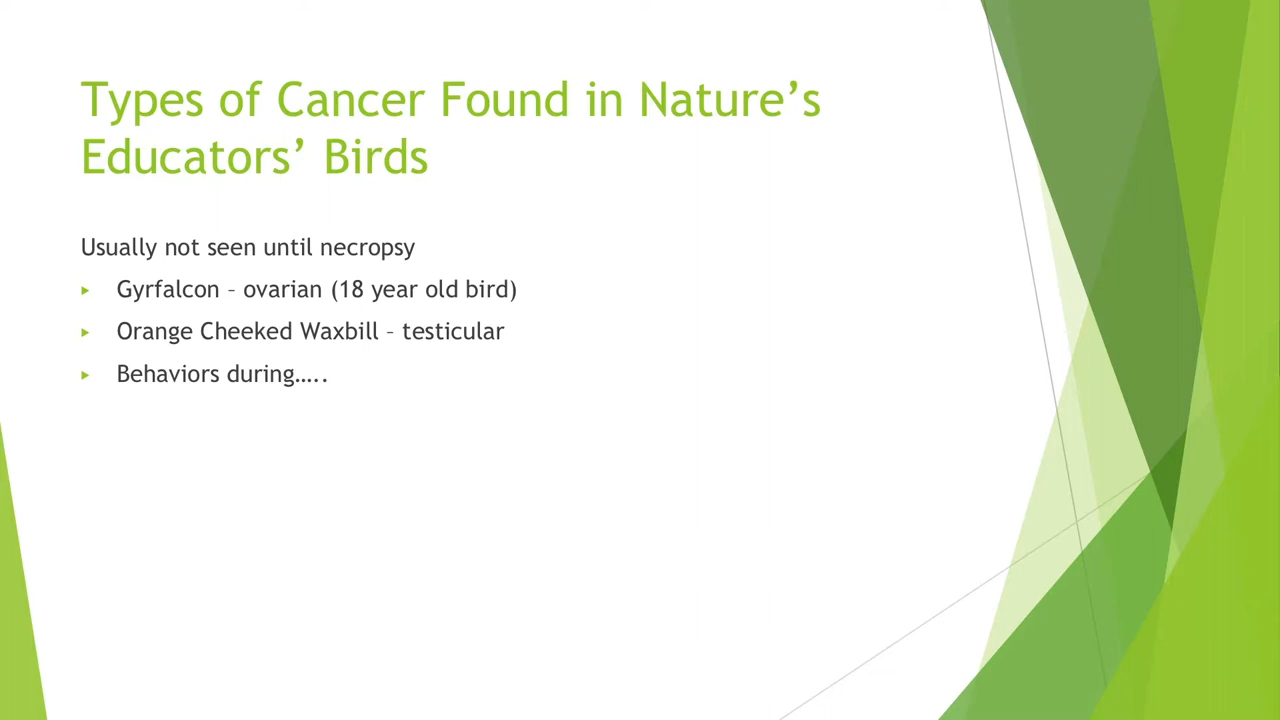 Types of Cancer Found in Nature’s
Educators’ Birds
Usually not seen until necropsy
▸ Gyrfalcon – ovarian (18 year old bird)
▸ Orange Cheeked Waxbill – testicular
▸ Behaviors during…..